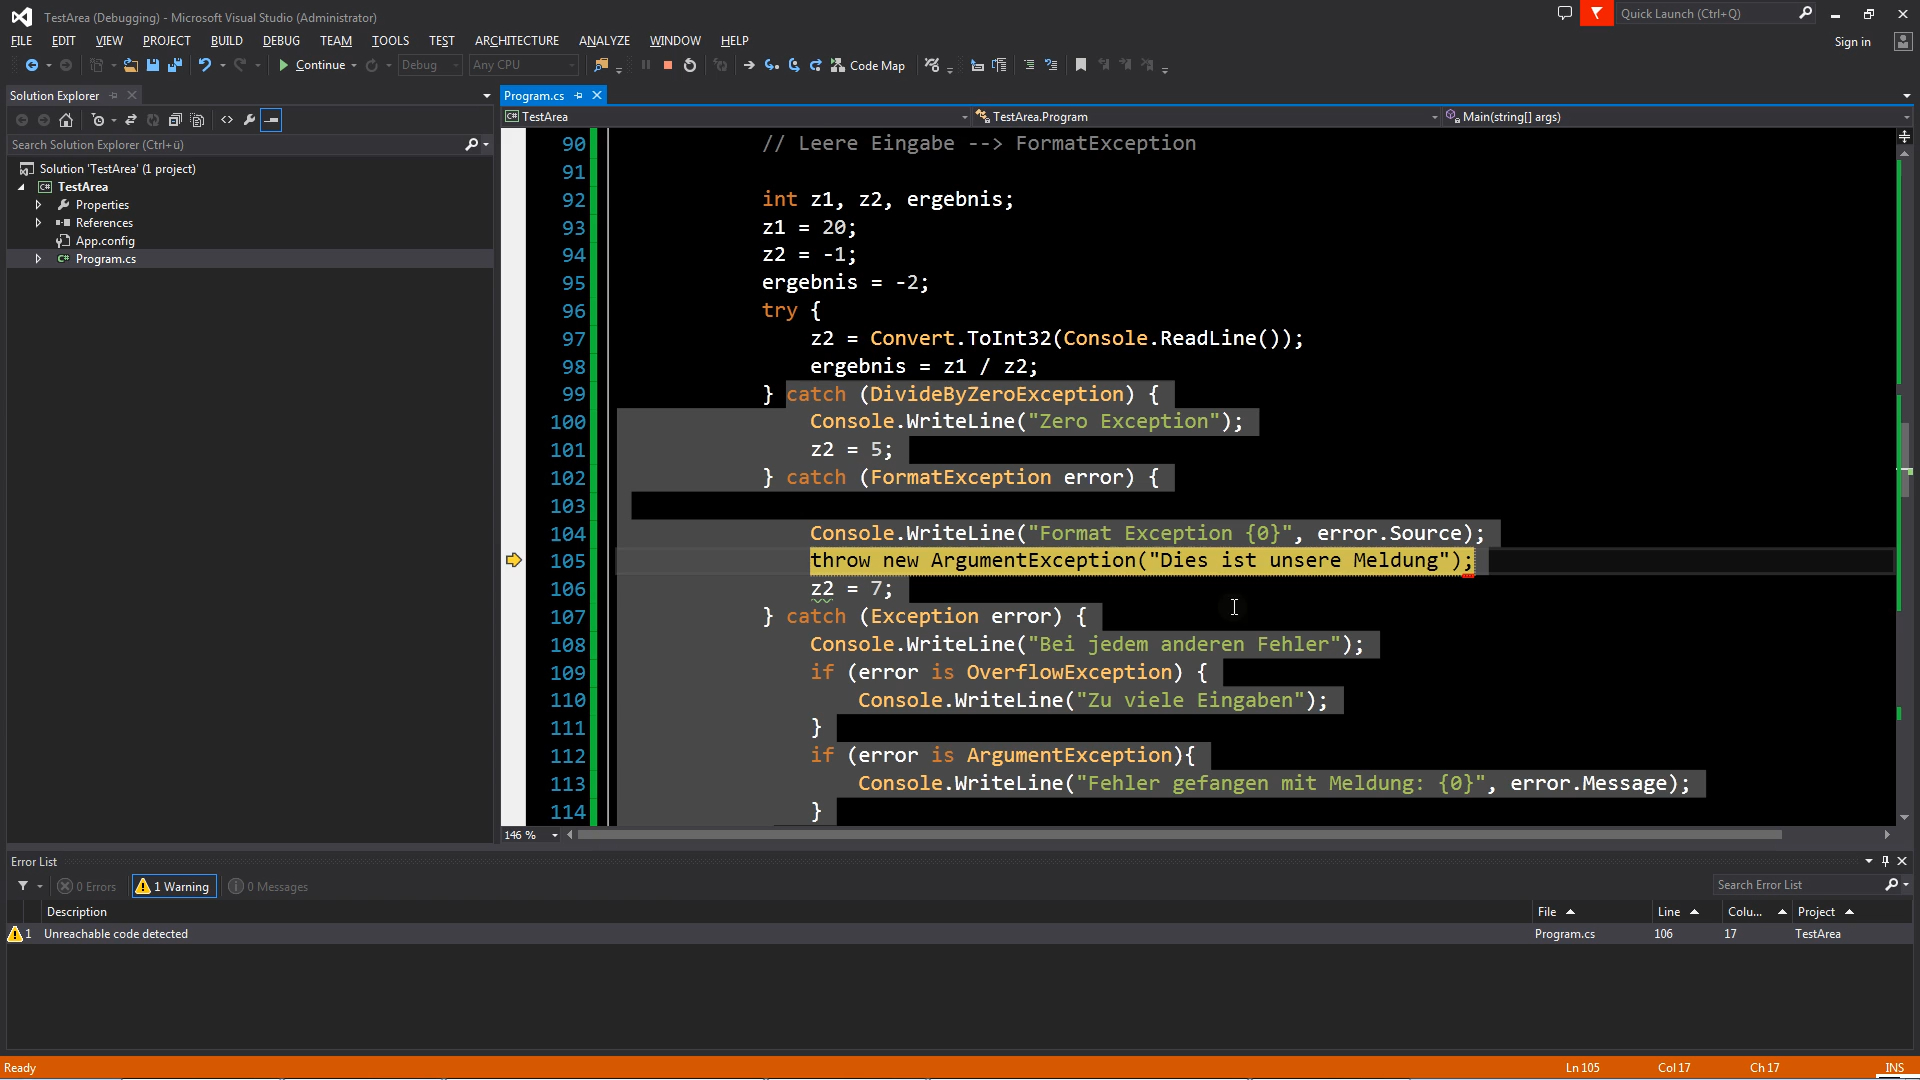 TestArea (Debugging) - Microsoft Visual Studio (Administrator)
Quick Launch (Ctrl+Q)
FILE EDIT VIEW PROJECT BUILD DEBUG TEAM TOOLS TEST ARCHITECTURE ANALYZE WINDOW HELP
Sign in
Continue Debug Any CPU Code Map
Solution Explorer
Program.cs
TestArea
TestArea.Program
Main(string[] args)
Search Solution Explorer (Ctrl+ü)
Solution 'TestArea' (1 project)
TestArea
Properties
References
App.config
Program.cs
90 // Leere Eingabe --> FormatException
91
92 int z1, z2, ergebnis;
93 z1 = 20;
94 z2 = -1;
95 ergebnis = -2;
96 try {
97 z2 = Convert.ToInt32(Console.ReadLine());
98 ergebnis = z1 / z2;
99 } catch (DivideByZeroException) {
100 Console.WriteLine("Zero Exception");
101 z2 = 5;
102 } catch (FormatException error) {
103
104 Console.WriteLine("Format Exception {0}", error.Source);
105 throw new ArgumentException("Dies ist unsere Meldung");
106 z2 = 7;
107 } catch (Exception error) {
108 Console.WriteLine("Bei jedem anderen Fehler");
109 if (error is OverflowException) {
110 Console.WriteLine("Zu viele Eingaben");
111 }
112 if (error is ArgumentException){
113 Console.WriteLine("Fehler gefangen mit Meldung: {0}", error.Message);
114 }
146 %
Error List
0 Errors 1 Warning 0 Messages
Search Error List
Description File Line Colu... Project
1 Unreachable code detected Program.cs 106 17 TestArea
Ready Ln 105 Col 17 Ch 17 INS